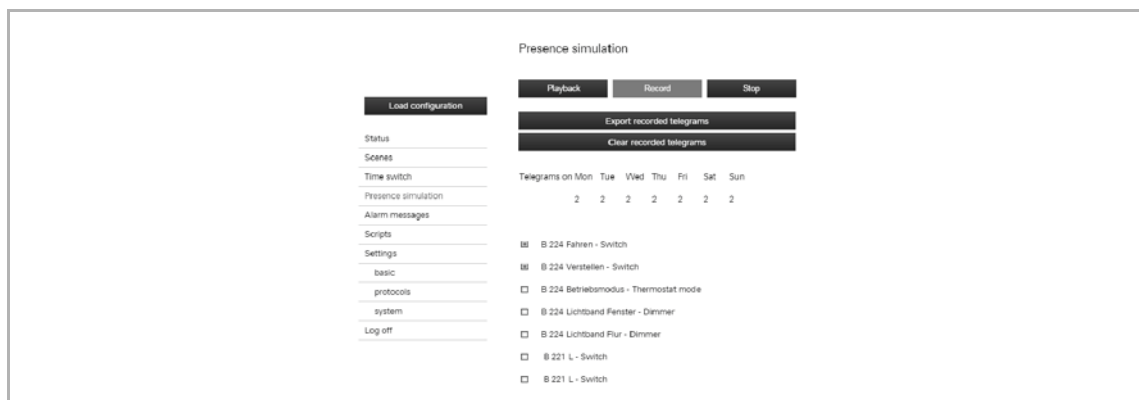 Presence simulation
Playback Record Stop
Load configuration
Export recorded telegrams
Clear recorded telegrams
Status
Scenes
Time switch
Presence simulation
Alarm messages
Scripts
Settings
basic
protocols
system
Log off
Telegrams on Mon Tue Wed Thu Fri Sat Sun
2 2 2 2 2 2 2
B 224 Fahren - Switch
B 224 Verstellen - Switch
B 224 Betriebsmodus - Thermostat mode
B 224 Lichtband Fenster - Dimmer
B 224 Lichtband Flur - Dimmer
B 221 L - Switch
B 221 L - Switch